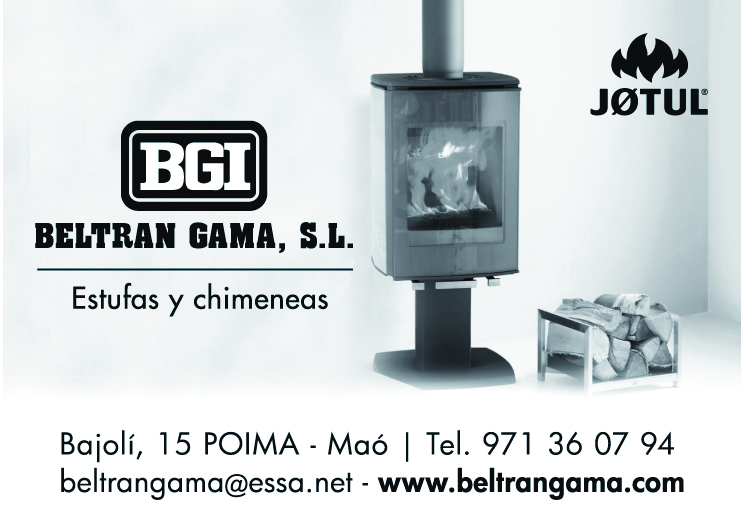 JØTUL®
BGI
BELTRAN GAMA, S.L.
Estufas y chimeneas
Bajolí, 15 POIMA - Maó | Tel. 971 36 07 94
beltrangama@essa.net - www.beltrangama.com